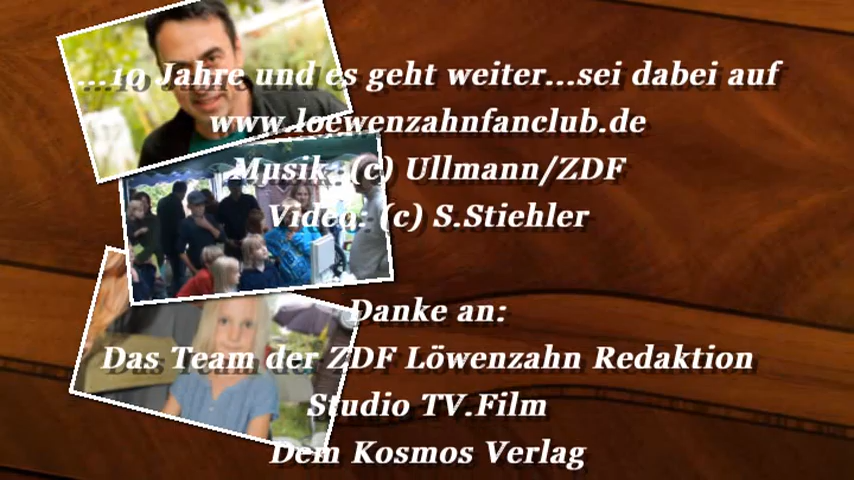 ...10 Jahre und es geht weiter...sei dabei auf
www.loewenzahnfanclub.de
Musik: (c) Ullmann/ZDF
Video: (c) S.Stiehler
Danke an:
Das Team der ZDF Löwenzahn Redaktion
Studio TV.Film
Dem Kosmos Verlag